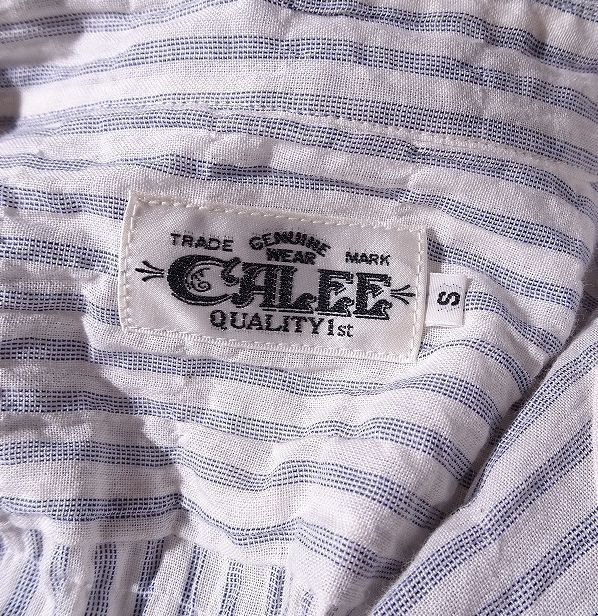 TRADE GENUINE WEAR MARK
CALEE
QUALITY 1st
S